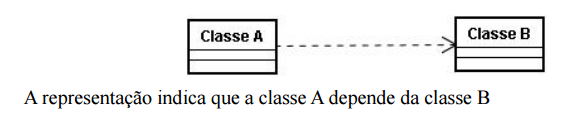 Classe A
Classe B
A representação indica que a classe A depende da classe B